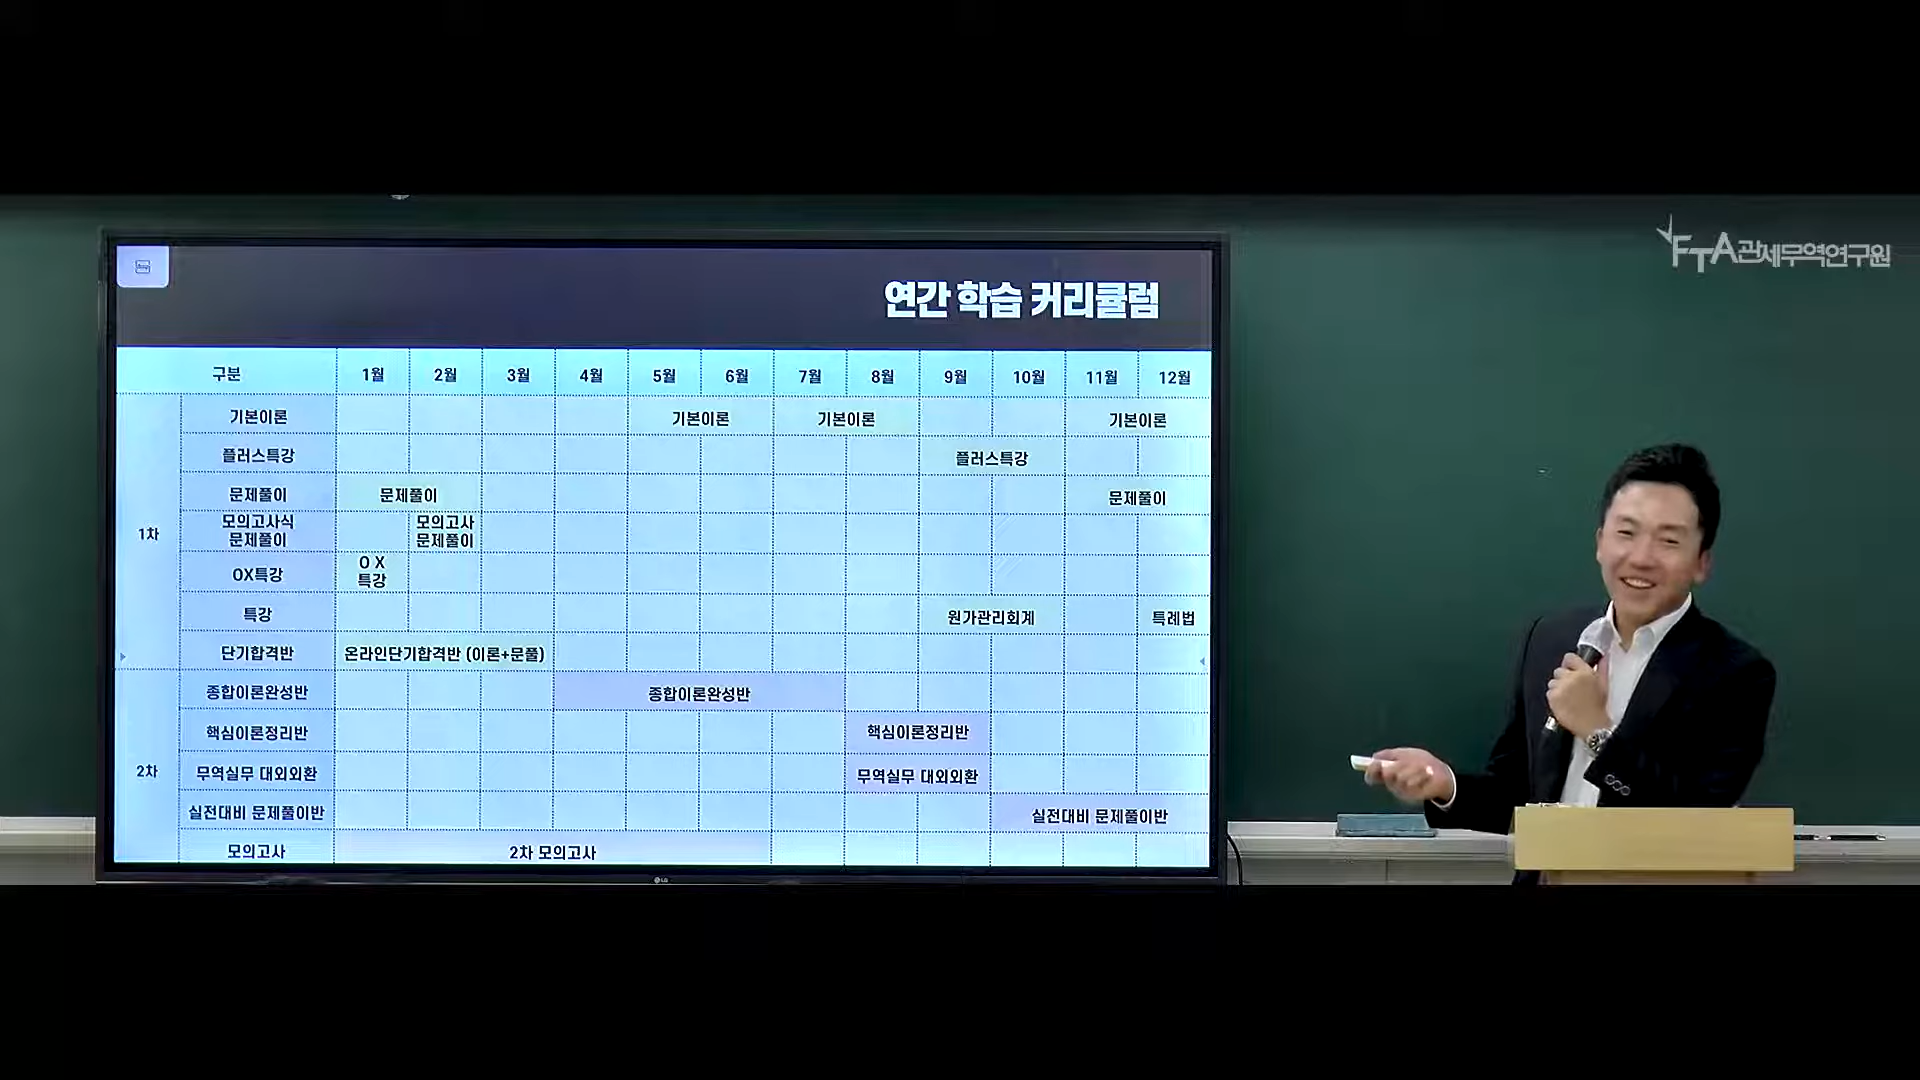 FTA관세무역연구원
연간 학습 커리큘럼
구분 1월 2월 3월 4월 5월 6월 7월 8월 9월 10월 11월 12월
1차
기본이론 기본이론 기본이론 기본이론
플러스특강 플러스특강
문제풀이 문제풀이 문제풀이
모의고사식 모의고사
문제풀이 문제풀이
OX특강 O X
특강
특강 원가관리회계 특례법
단기합격반 온라인단기합격반 (이론+문풀)
2차
종합이론완성반 종합이론완성반
핵심이론정리반 핵심이론정리반
무역실무 대외외환 무역실무 대외외환
실전대비 문제풀이반 실전대비 문제풀이반
모의고사 2차 모의고사
LG